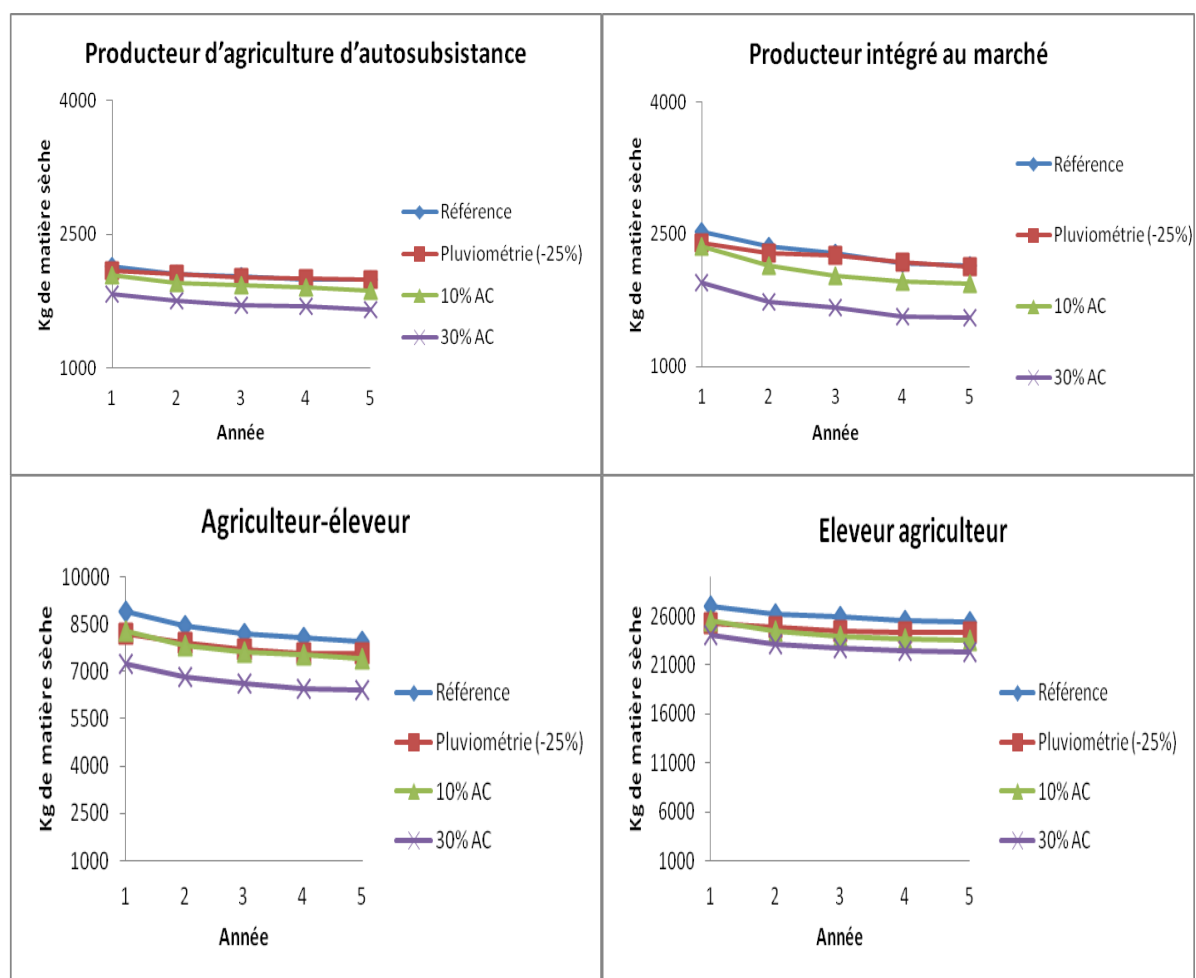 Producteur d’agriculture d’autosubsistance
Kg de matière sèche
4000
2500
1000
1 2 3 4 5
Année
Référence
Pluviométrie (-25%)
10% AC
30% AC
Producteur intégré au marché
Kg de matière sèche
4000
2500
1000
1 2 3 4 5
Année
Référence
Pluviométrie (-25%)
10% AC
30% AC
Agriculteur-éleveur
Kg de matière sèche
10000
8500
7000
5500
4000
2500
1000
1 2 3 4 5
Année
Référence
Pluviométrie (-25%)
10% AC
30% AC
Eleveur agriculteur
Kg de matière sèche
26000
21000
16000
11000
6000
1000
1 2 3 4 5
Année
Référence
Pluviométrie (-25%)
10% AC
30% AC